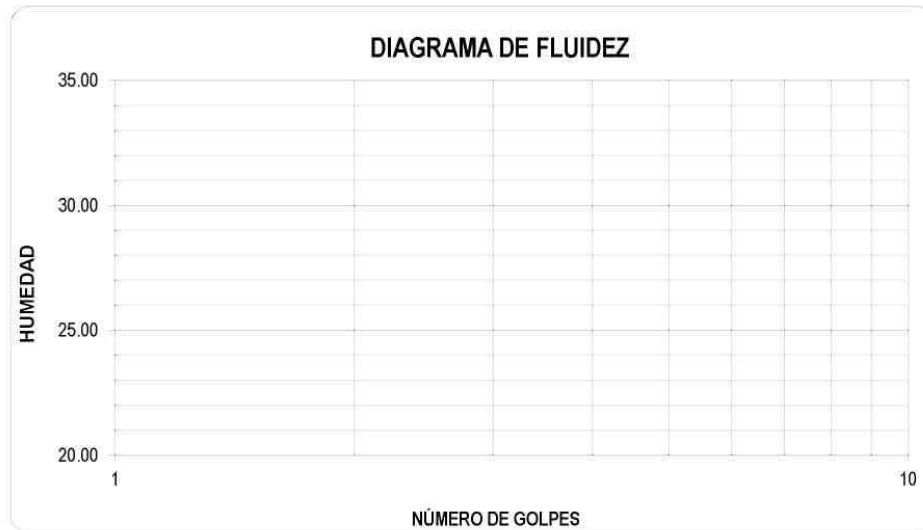 DIAGRAMA DE FLUIDEZ
35.00
30.00
HUMEDAD
25.00
20.00
1 10
NÚMERO DE GOLPES